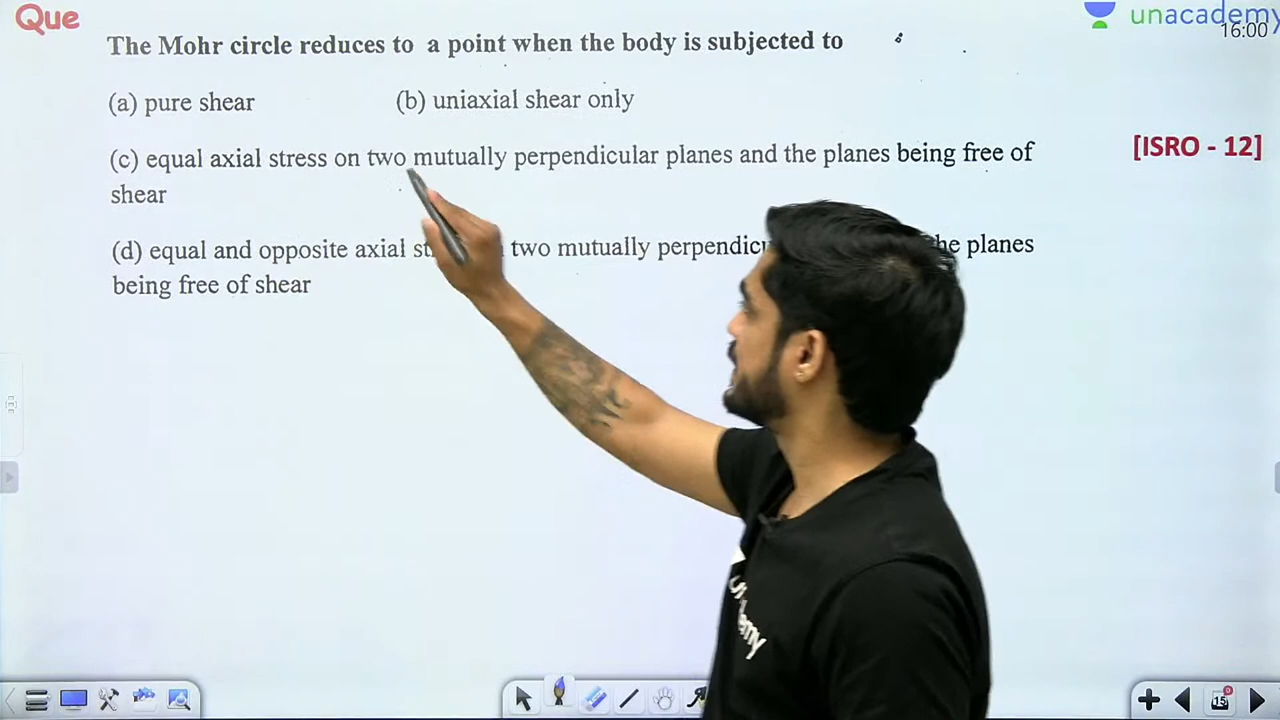 Que
unacademy
16:00
The Mohr circle reduces to a point when the body is subjected to
(a) pure shear (b) uniaxial shear only
(c) equal axial stress on two mutually perpendicular planes and the planes being free of
shear
[ISRO - 12]
(d) equal and opposite axial two mutually he planes
being free of shear
15